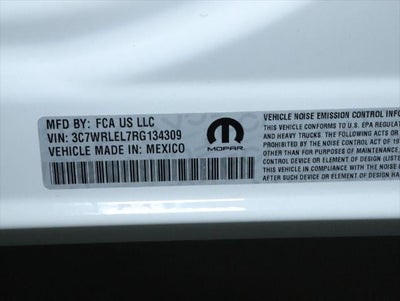 MFD BY: FCA US LLC
VIN: 3C7WRLEL7RG134309
VEHICLE MADE IN: MEXICO
MOPAR
VEHICLE NOISE EMISSION CONTROL INFO
THIS VEHICLE CONFORMS TO U.S. EPA REGULA
AND HEAVY TRUCKS. THE FOLLOWING ACTS O
ARE PROHIBITED BY THE NOISE CONTROL ACT OF 19
OTHER THAN FOR PURPOSES OF MAINTENANCE,
CONTROL DEVICE OR ELEMENT OF DESIGN (LISTE
THIS VEHICLE IN COMPLIANCE WITH THE NOISE
AFTER SUCH DEVICE OR ELEMENT OF DESIGN